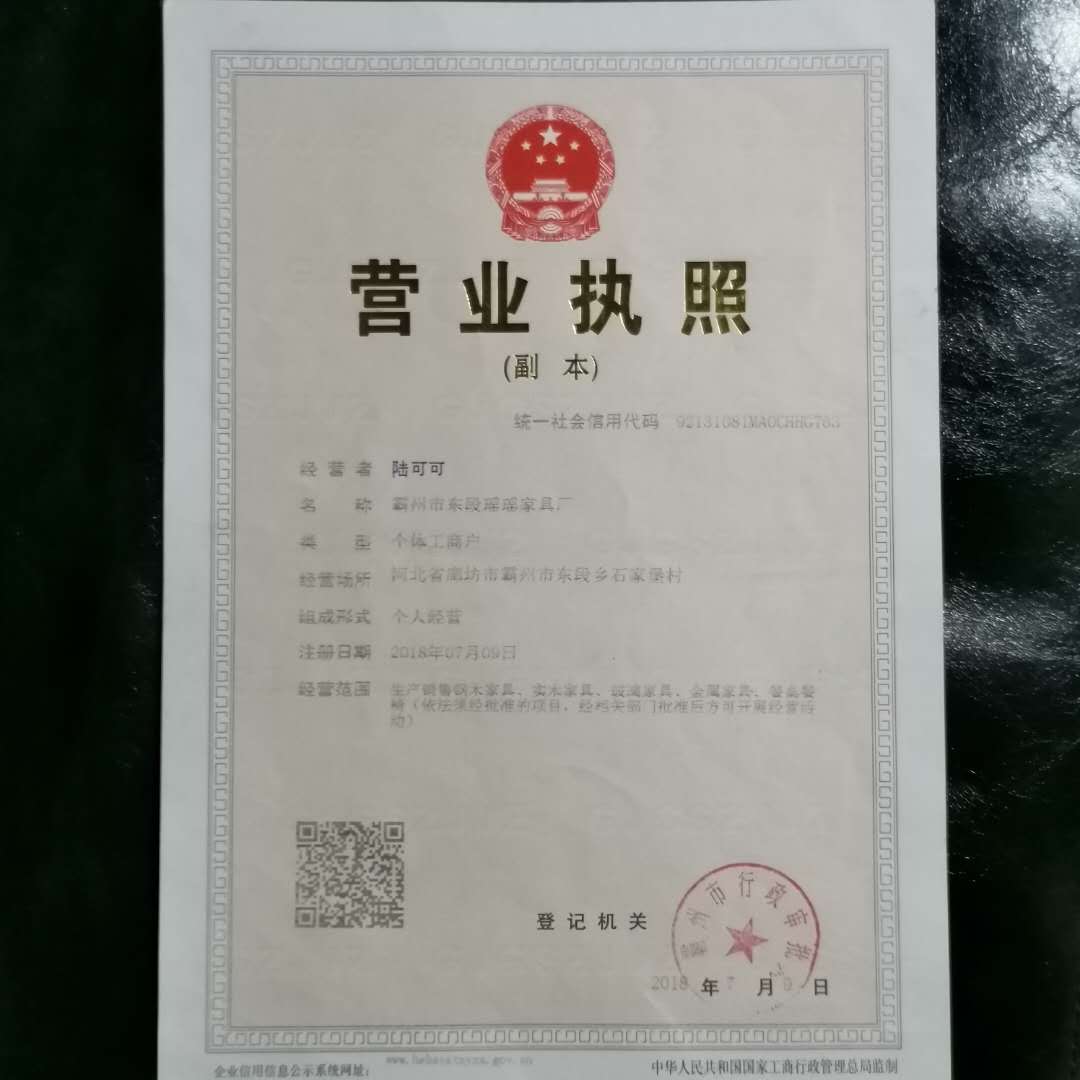 营业执照
(副 本)
统一社会信用代码 92131081MA0CHHG783
经营者 陆可可
名 称 霸州市东段瑶瑶家具厂
类 型 个体工商户
经营场所 河北省廊坊市霸州市东段乡石家堡村
组成形式 个人经营
注册日期 2018年07月09日
经营范围 生产销售钢木家具、实木家具、玻璃家具、金属家具、餐桌餐
椅（依法须经批准的项目，经相关部门批准后方可开展经营活
动）
霸州市行政审批
登记机关
2018 年 7 月 9 日
企业信用信息公示系统网址：
中华人民共和国国家工商行政管理总局监制